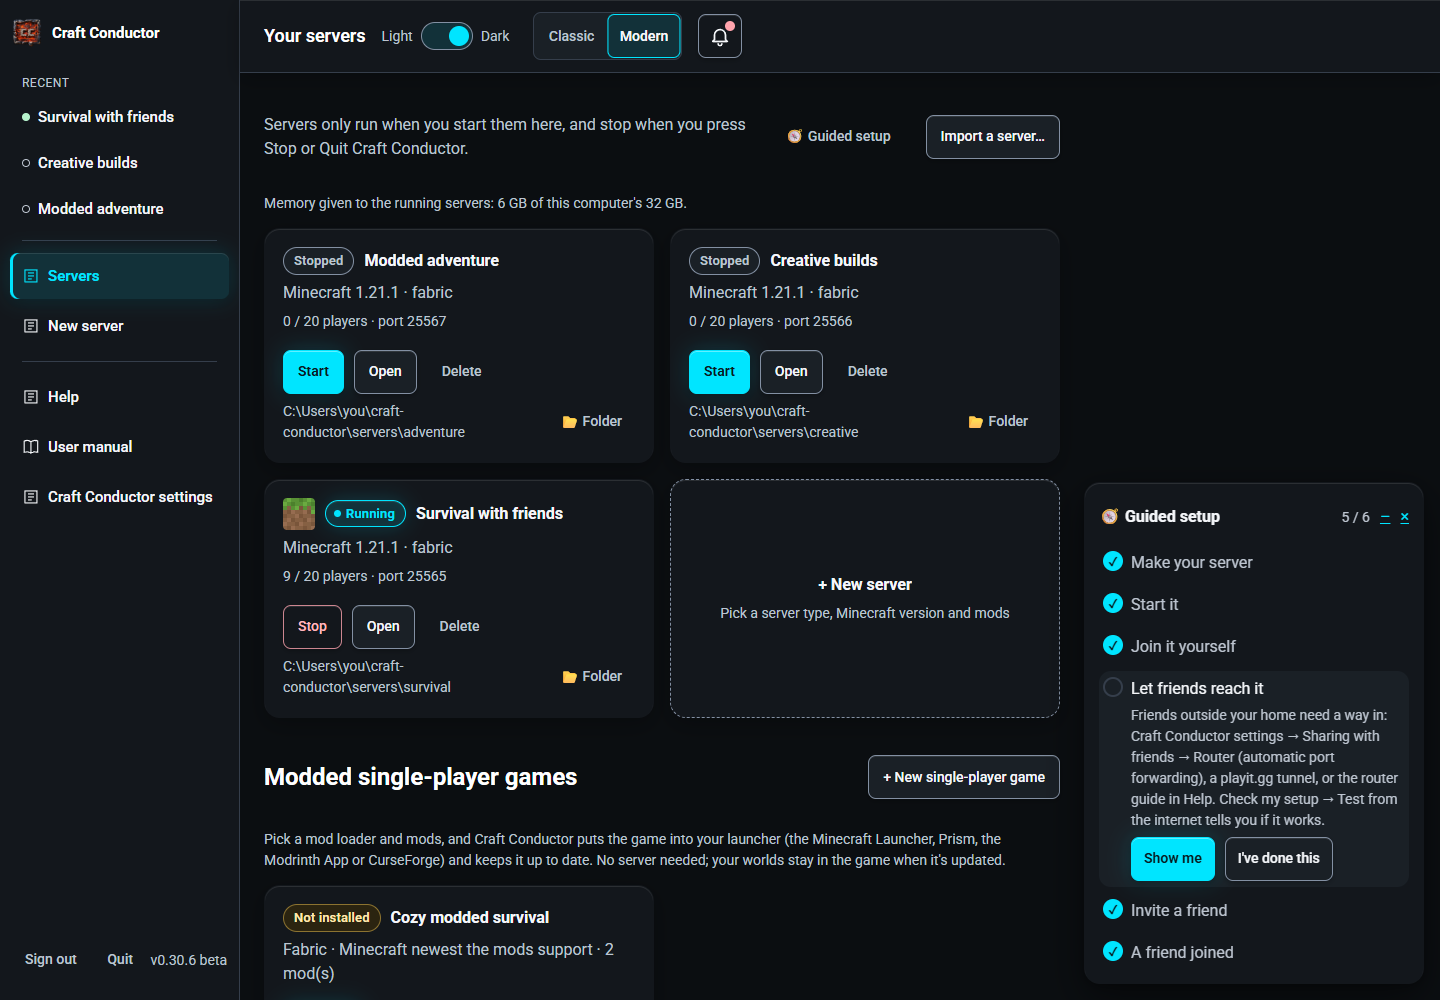 Craft Conductor
RECENT
Survival with friends
Creative builds
Modded adventure
Servers
New server
Help
User manual
Craft Conductor settings
Sign out
Quit
v0.30.6 beta
Your servers
Light
Dark
Classic
Modern
Servers only run when you start them here, and stop when you press
Stop or Quit Craft Conductor.
Guided setup
Import a server...
Memory given to the running servers: 6 GB of this computer's 32 GB.
Stopped
Modded adventure
Minecraft 1.21.1 · fabric
0 / 20 players · port 25567
Start
Open
Delete
C:\Users\you\craft-
conductor\servers\adventure
Folder
Stopped
Creative builds
Minecraft 1.21.1 · fabric
0 / 20 players · port 25566
Start
Open
Delete
C:\Users\you\craft-
conductor\servers\creative
Folder
Running
Survival with friends
Minecraft 1.21.1 · fabric
9 / 20 players · port 25565
Stop
Open
Delete
C:\Users\you\craft-
conductor\servers\survival
Folder
+ New server
Pick a server type, Minecraft version and mods
Modded single-player games
+ New single-player game
Pick a mod loader and mods, and Craft Conductor puts the game into your launcher (the Minecraft Launcher, Prism, the
Modrinth App or CurseForge) and keeps it up to date. No server needed; your worlds stay in the game when it's updated.
Not installed
Cozy modded survival
Fabric · Minecraft newest the mods support · 2
mod(s)
Guided setup
5 / 6
Make your server
Start it
Join it yourself
Let friends reach it
Friends outside your home need a way in:
Craft Conductor settings → Sharing with
friends → Router (automatic port
forwarding), a playit.gg tunnel, or the router
guide in Help. Check my setup → Test from
the internet tells you if it works.
Show me
I've done this
Invite a friend
A friend joined